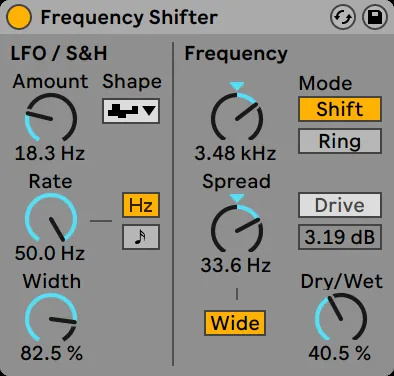 Frequency Shifter
LFO / S&H
Amount
Shape
18.3 Hz
Rate
Hz
50.0 Hz
Width
82.5 %
Frequency
3.48 kHz
Mode
Shift
Ring
Spread
33.6 Hz
Drive
3.19 dB
Wide
Dry/Wet
40.5 %